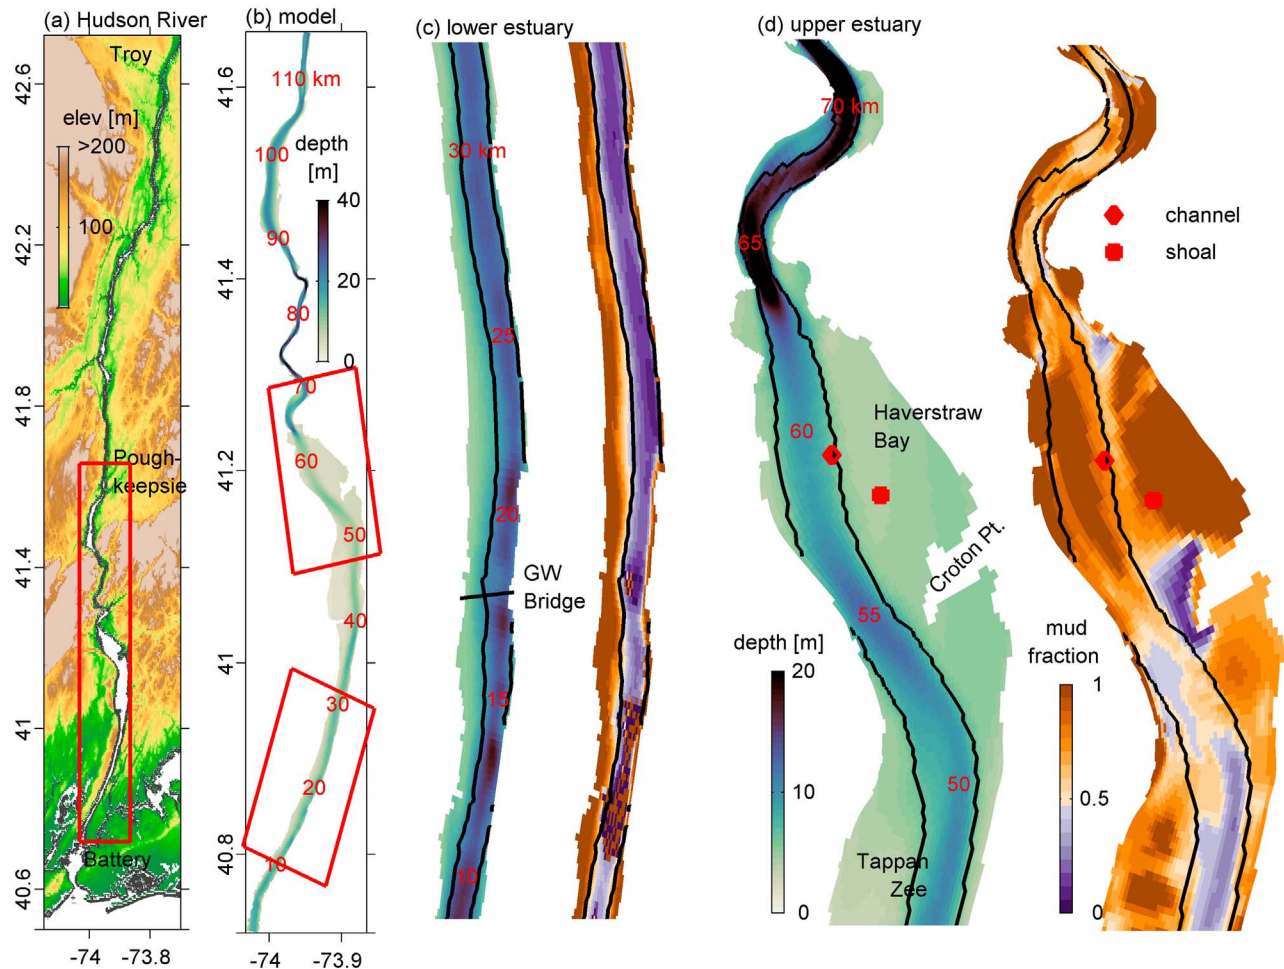 (a) Hudson River
Troy
elev [m]
>200
100
Pough-
keepsie
Battery
42.6
42.2
41.8
41.4
41
40.6
-74
-73.8
(b) model
110 km
100
90
80
70
60
50
40
30
20
10
depth
[m]
40
20
0
41.6
41.4
41.2
41
40.8
-74
-73.9
(c) lower estuary
30 km
25
20
GW
Bridge
15
10
(d) upper estuary
70 km
65
60
Haverstraw
Bay
Croton Pt.
55
50
Tappan
Zee
depth [m]
20
10
0
channel
shoal
mud
fraction
1
0.5
0